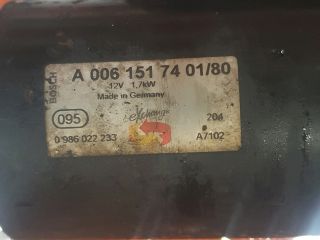 BOSCH
A 006 151 74 01/80
12V 1,7kW
Made in Germany
095
eXchange
204
0 986 022 233
A7102